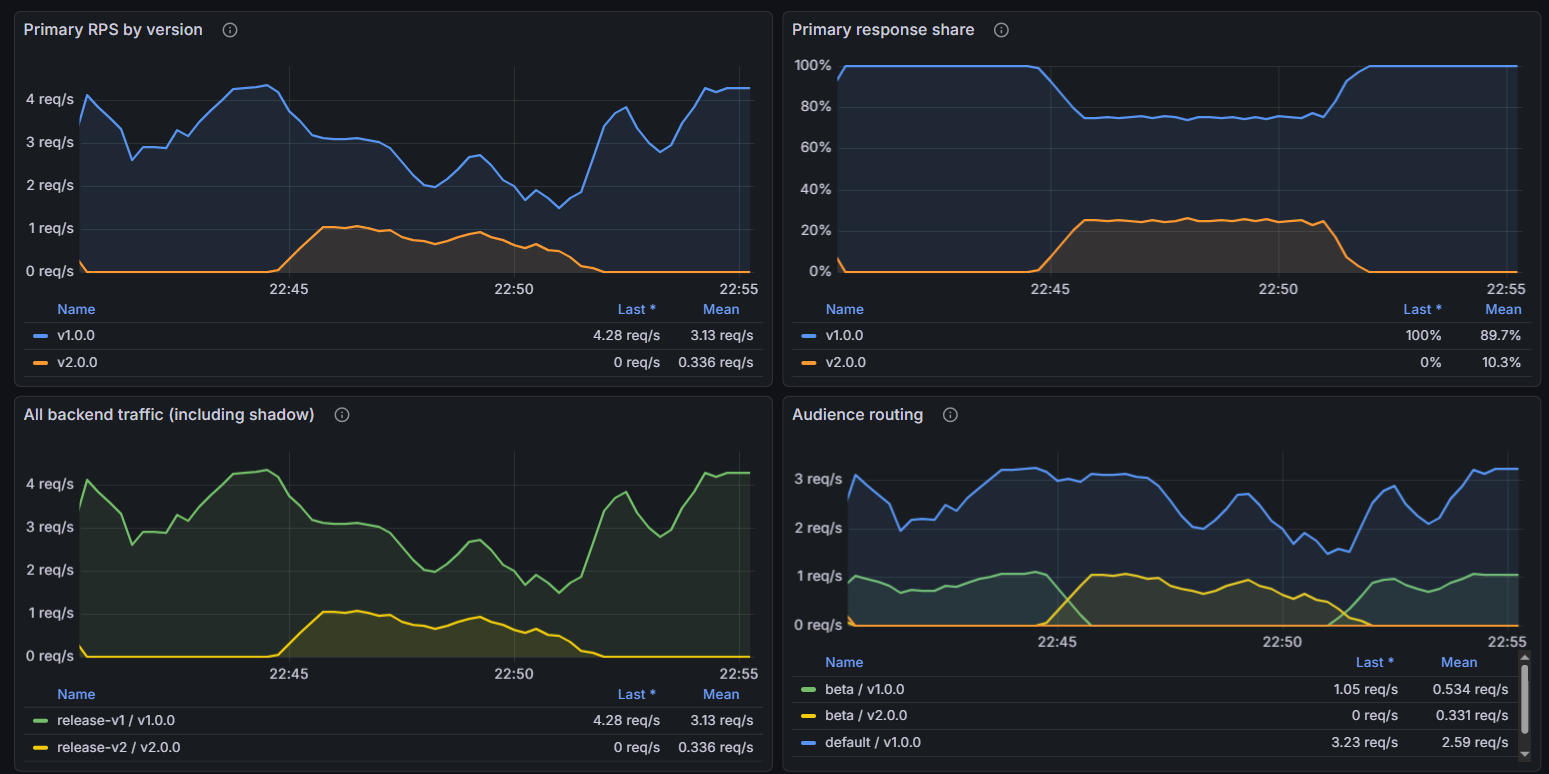 Primary RPS by version
4 req/s
3 req/s
2 req/s
1 req/s
0 req/s
22:45 22:50 22:55
Name Last * Mean
v1.0.0 4.28 req/s 3.13 req/s
v2.0.0 0 req/s 0.336 req/s
Primary response share
100%
80%
60%
40%
20%
0%
22:45 22:50 22:55
Name Last * Mean
v1.0.0 100% 89.7%
v2.0.0 0% 10.3%
All backend traffic (including shadow)
4 req/s
3 req/s
2 req/s
1 req/s
0 req/s
22:45 22:50 22:55
Name Last * Mean
release-v1 / v1.0.0 4.28 req/s 3.13 req/s
release-v2 / v2.0.0 0 req/s 0.336 req/s
Audience routing
3 req/s
2 req/s
1 req/s
0 req/s
22:45 22:50 22:55
Name Last * Mean
beta / v1.0.0 1.05 req/s 0.534 req/s
beta / v2.0.0 0 req/s 0.331 req/s
default / v1.0.0 3.23 req/s 2.59 req/s